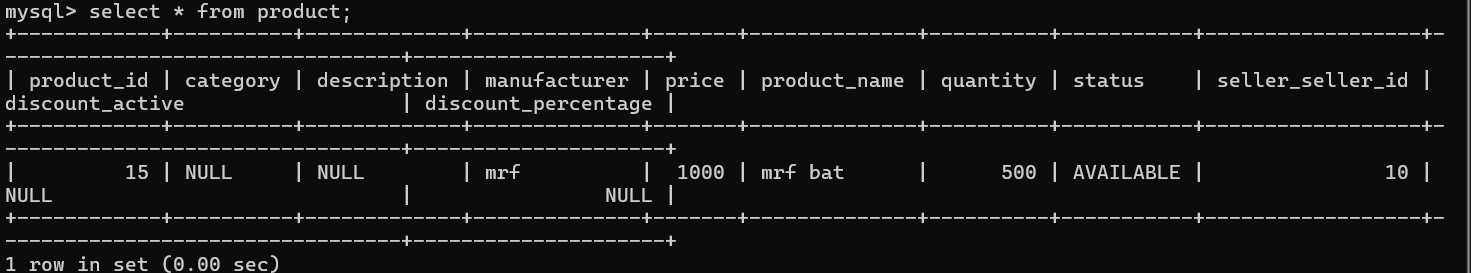 mysql> select * from product;
+------------+----------+-------------+--------------+-------+--------------+----------+-----------+------------------+-
---------------------------------+---------------------+
| product_id | category | description | manufacturer | price | product_name | quantity | status    | seller_seller_id |
discount_active                  | discount_percentage |
+------------+----------+-------------+--------------+-------+--------------+----------+-----------+------------------+-
---------------------------------+---------------------+
|         15 | NULL     | NULL        | mrf          |  1000 | mrf bat      |      500 | AVAILABLE |               10 |
NULL                             |                NULL |
+------------+----------+-------------+--------------+-------+--------------+----------+-----------+------------------+-
---------------------------------+---------------------+
1 row in set (0.00 sec)